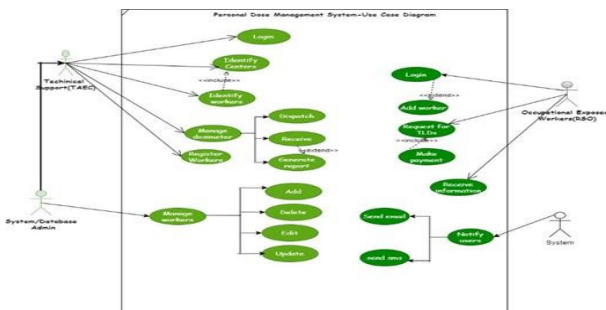 Personal Dose Management System-Use Case Diagram
Login
Identify
Centers
<<include>>
Identify
workers
Techinical
Support(TAEC)
Manage
dosmeter
Register
Workers
Dispatch
Receive
<<extend>>
Generate
report
System/Database
Admin
Manage
workers
Add
Delete
Edit
Update
Login
<<extend>>
Add worker
Request for
TLDs
<<include>>
Make
payment
Receive
information
Occupational Expose
Workers(RSO)
Send email
Notify
users
send sms
System